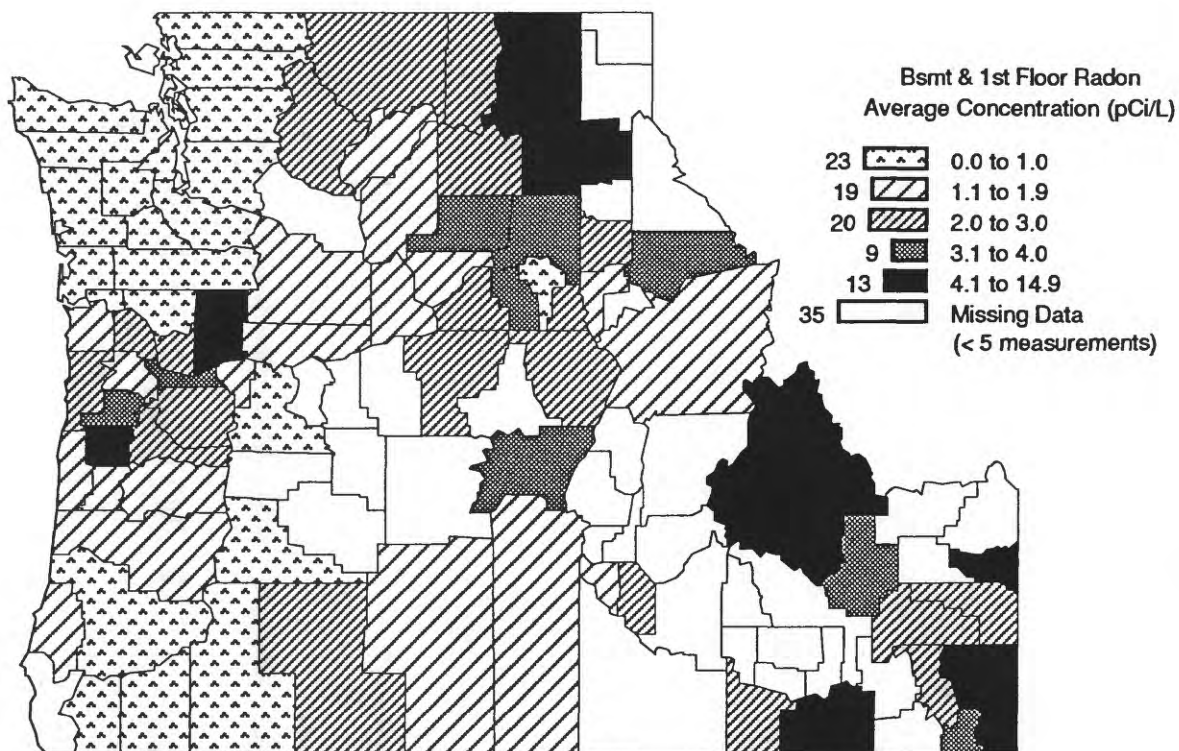 Bsmt & 1st Floor Radon
Average Concentration (pCi/L)
23 0.0 to 1.0
19 1.1 to 1.9
20 2.0 to 3.0
9 3.1 to 4.0
13 4.1 to 14.9
35 Missing Data
(< 5 measurements)